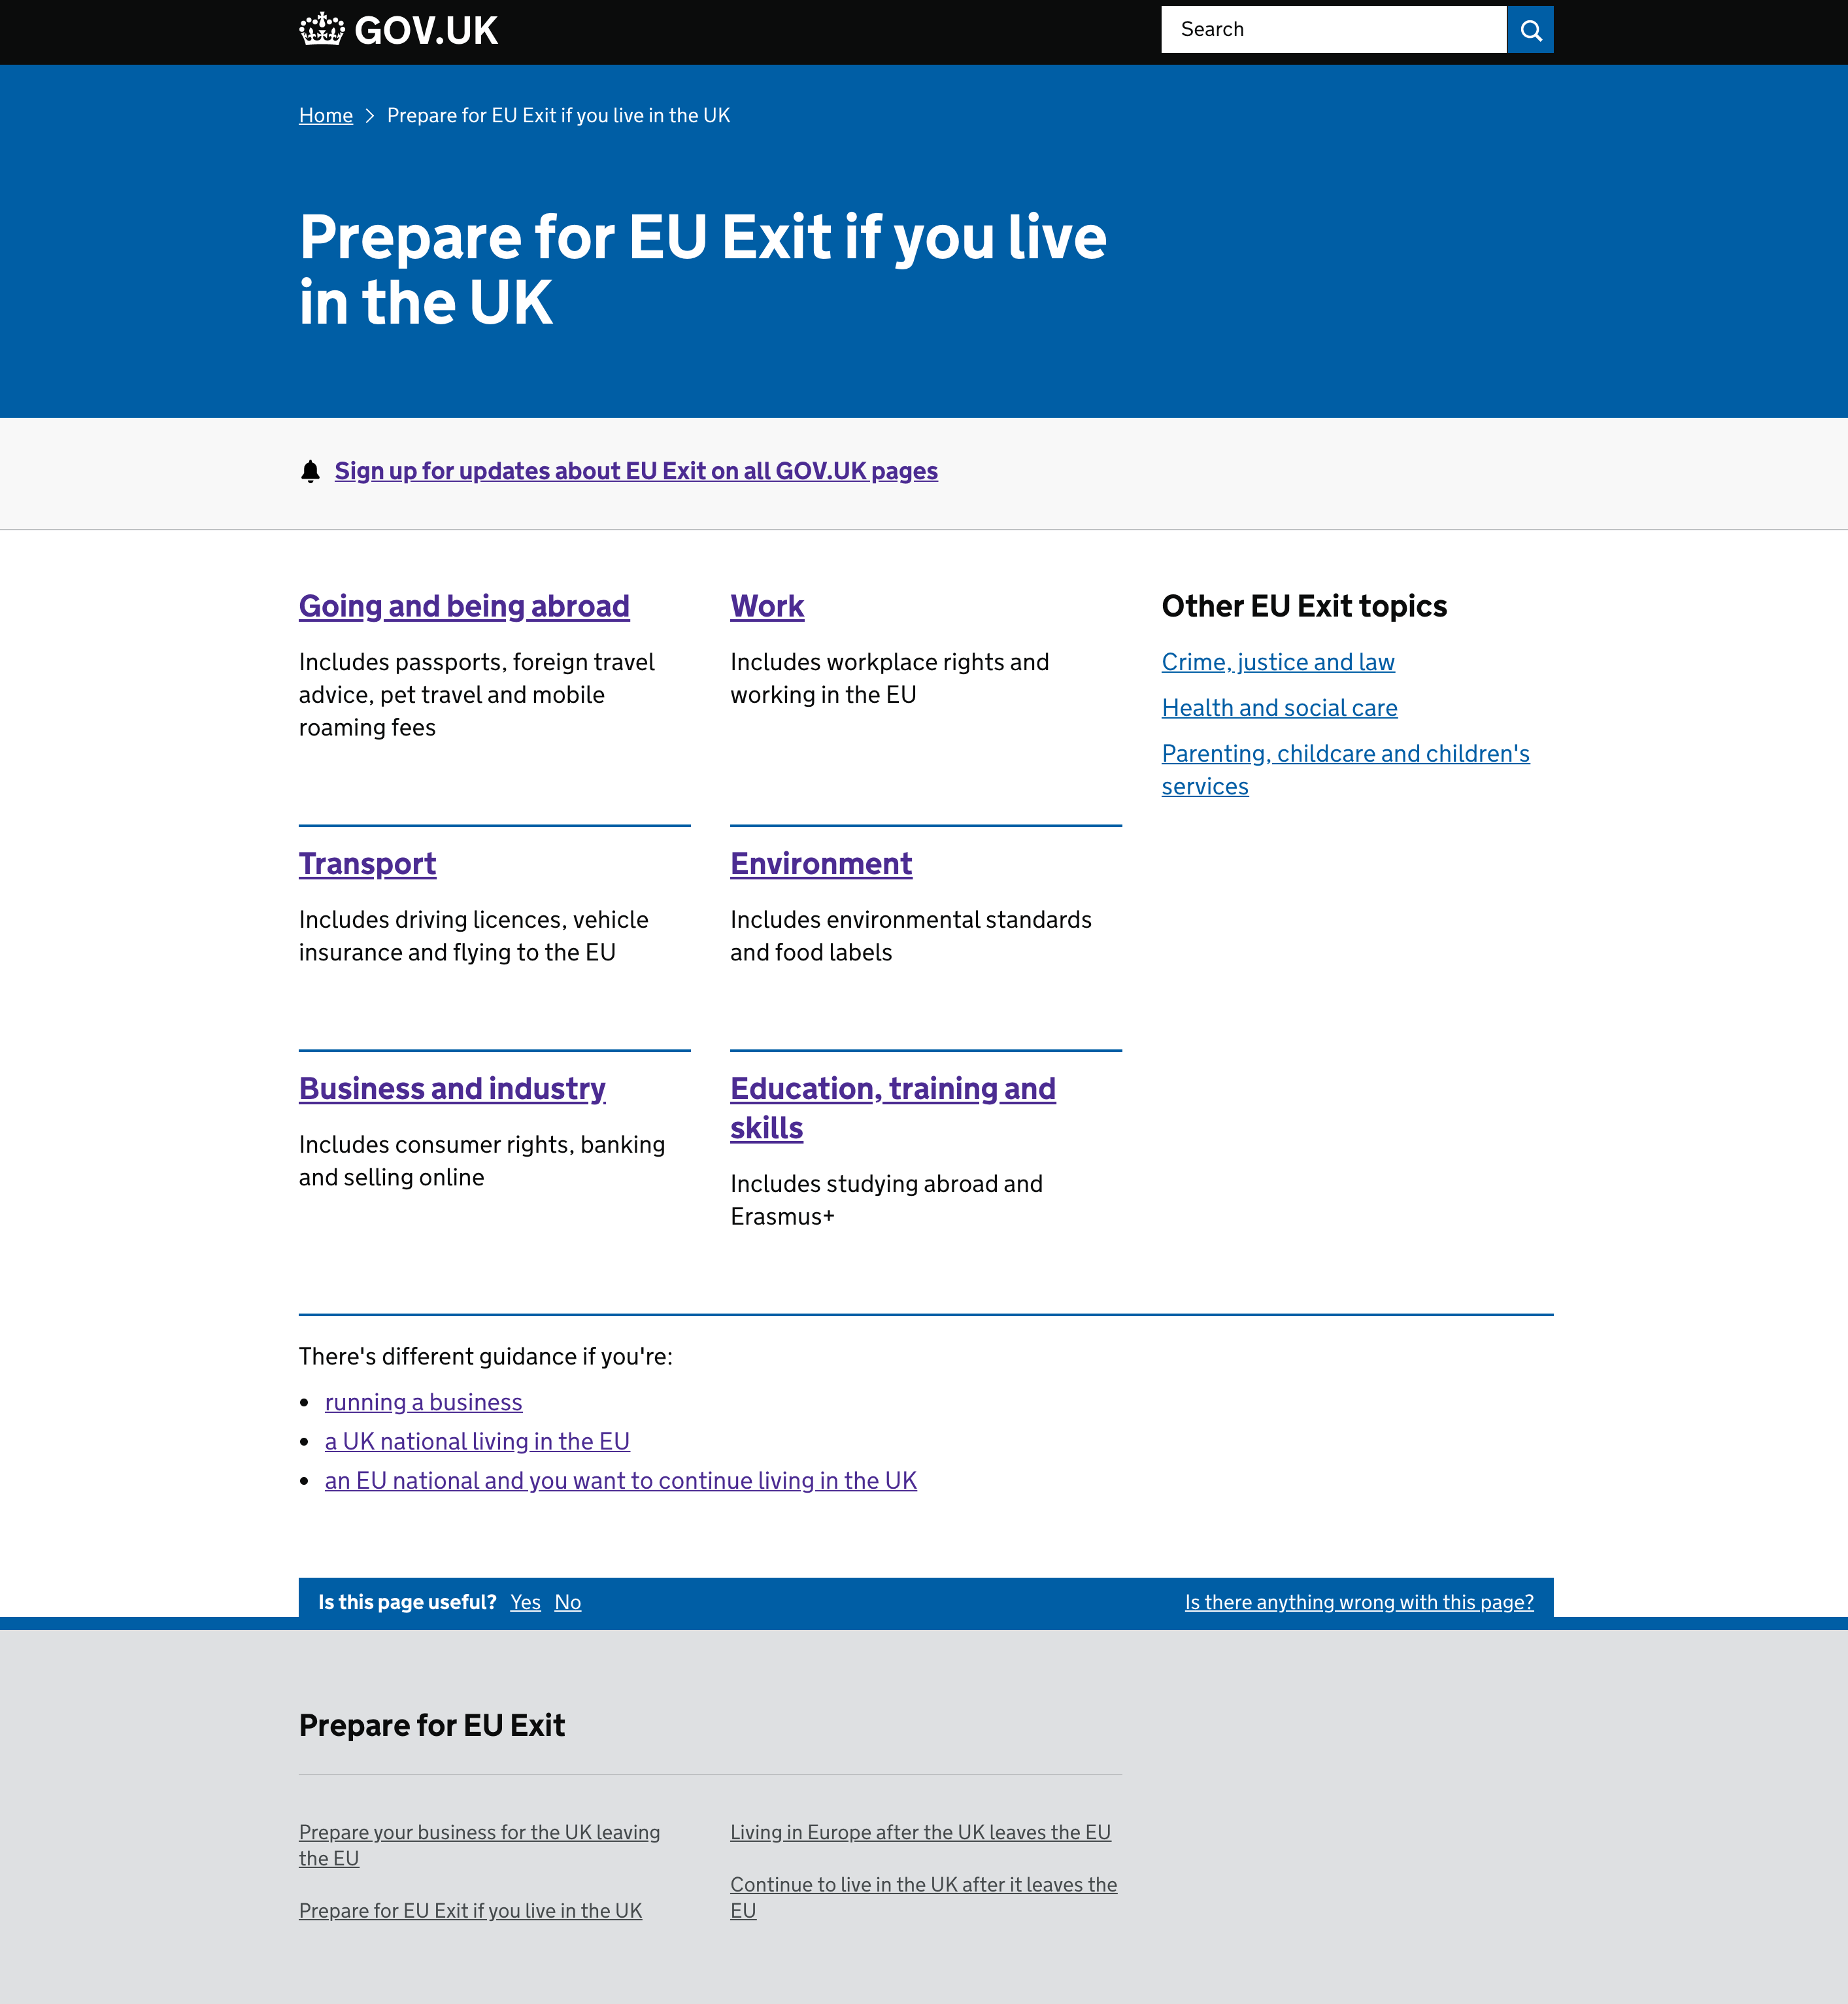 GOV.UK
Search
Home
Prepare for EU Exit if you live in the UK
Prepare for EU Exit if you live
in the UK
Sign up for updates about EU Exit on all GOV.UK pages
Going and being abroad
Includes passports, foreign travel
advice, pet travel and mobile
roaming fees
Work
Includes workplace rights and
working in the EU
Other EU Exit topics
Crime, justice and law
Health and social care
Parenting, childcare and children's
services
Transport
Includes driving licences, vehicle
insurance and flying to the EU
Environment
Includes environmental standards
and food labels
Business and industry
Includes consumer rights, banking
and selling online
Education, training and
skills
Includes studying abroad and
Erasmus+
There's different guidance if you're:
• running a business
• a UK national living in the EU
• an EU national and you want to continue living in the UK
Is this page useful? Yes No
Is there anything wrong with this page?
Prepare for EU Exit
Prepare your business for the UK leaving
the EU
Prepare for EU Exit if you live in the UK
Living in Europe after the UK leaves the EU
Continue to live in the UK after it leaves the
EU